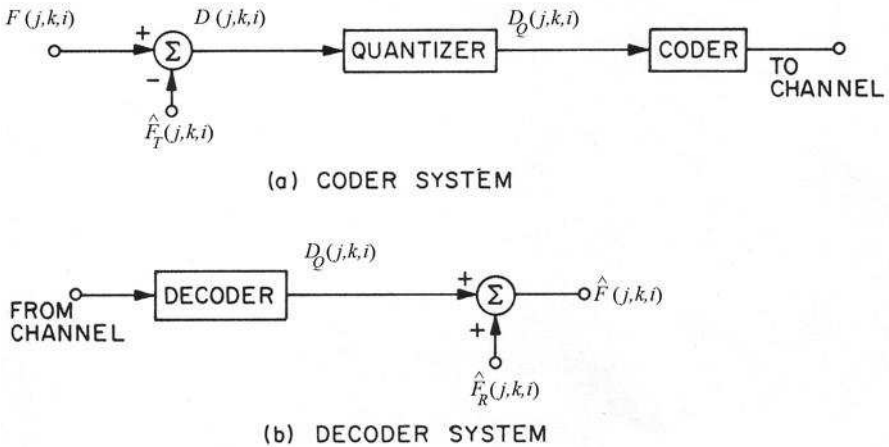 F(j,k,i)
D(j,k,i)
D_Q(j,k,i)
+
Σ
QUANTIZER
CODER
−
TO
CHANNEL
F̂_T(j,k,i)
(a) CODER SYSTEM
D_Q(j,k,i)
DECODER
+
Σ
F̂(j,k,i)
FROM
CHANNEL
+
F̂_R(j,k,i)
(b) DECODER SYSTEM